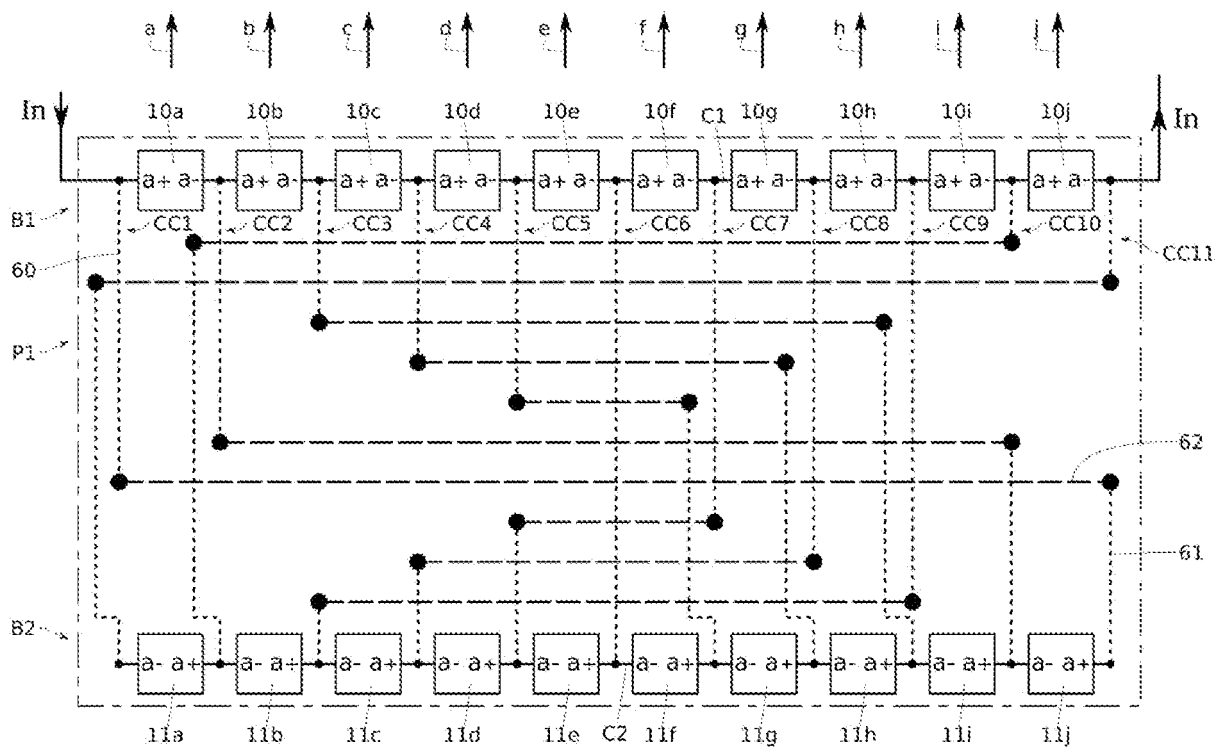 a b c d e f g h i j
In 10a 10b 10c 10d 10e 10f C1 10g 10h 10i 10j In
a+ a- a+ a- a+ a- a+ a- a+ a- a+ a- a+ a- a+ a- a+ a- a+ a-
B1 CC1 CC2 CC3 CC4 CC5 CC6 CC7 CC8 CC9 CC10
60 CC11
P1
62
61
B2
a- a+ a- a+ a- a+ a- a+ a- a+ a- a+ a- a+ a- a+ a- a+ a- a+
11a 11b 11c 11d 11e C2 11f 11g 11h 11i 11j